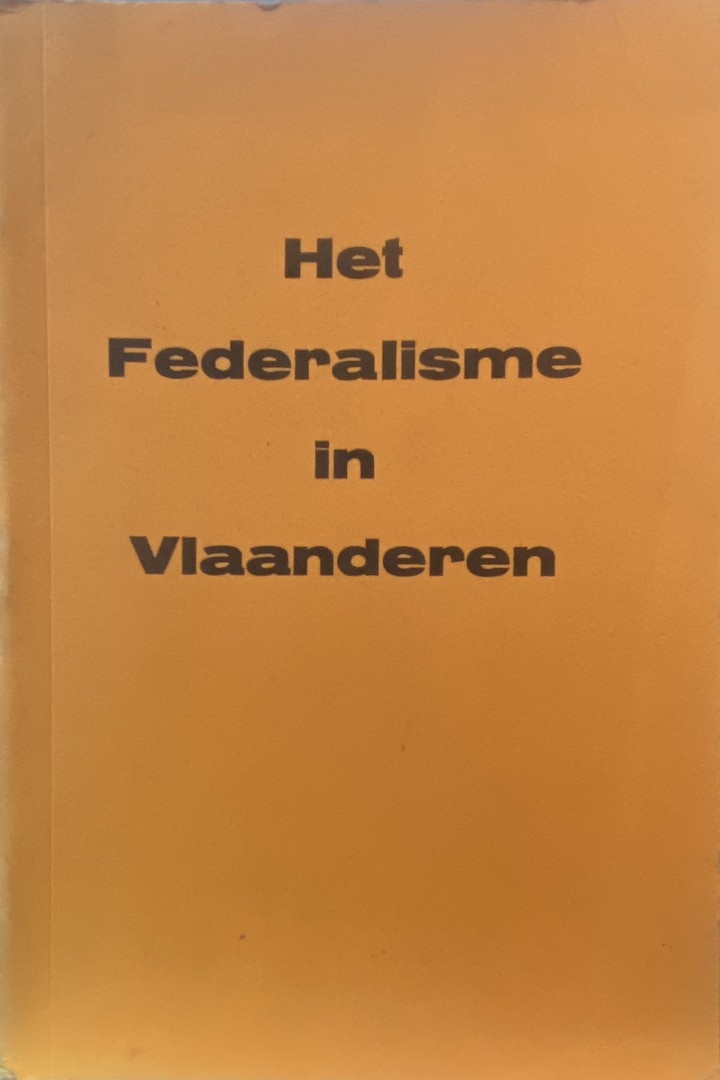 Het
Federalisme
in
Vlaanderen